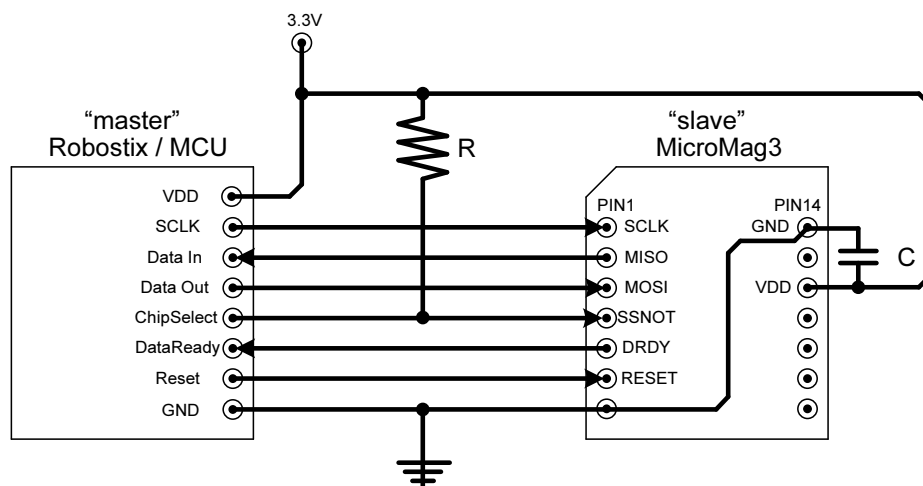 3.3V
“master”
Robostix / MCU
“slave”
MicroMag3
R
C
VDD
SCLK
Data In
Data Out
ChipSelect
DataReady
Reset
GND
PIN1
SCLK
MISO
MOSI
SSNOT
DRDY
RESET
PIN14
GND
VDD